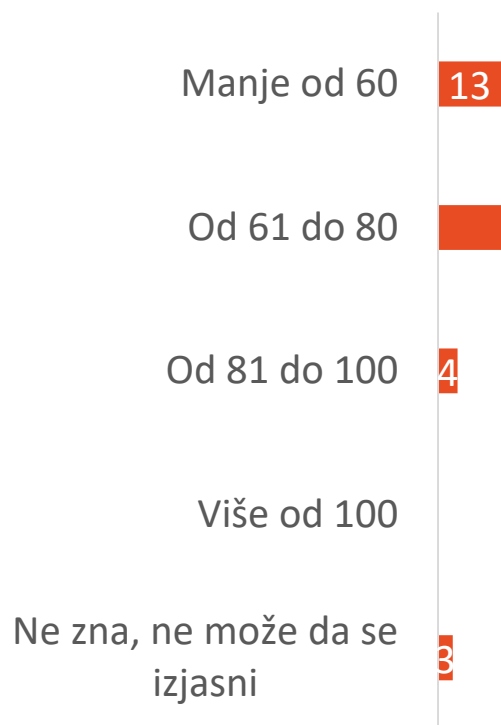 Manje od 60 13
Od 61 do 80
Od 81 do 100 4
Više od 100
Ne zna, ne može da se
izjasni 3